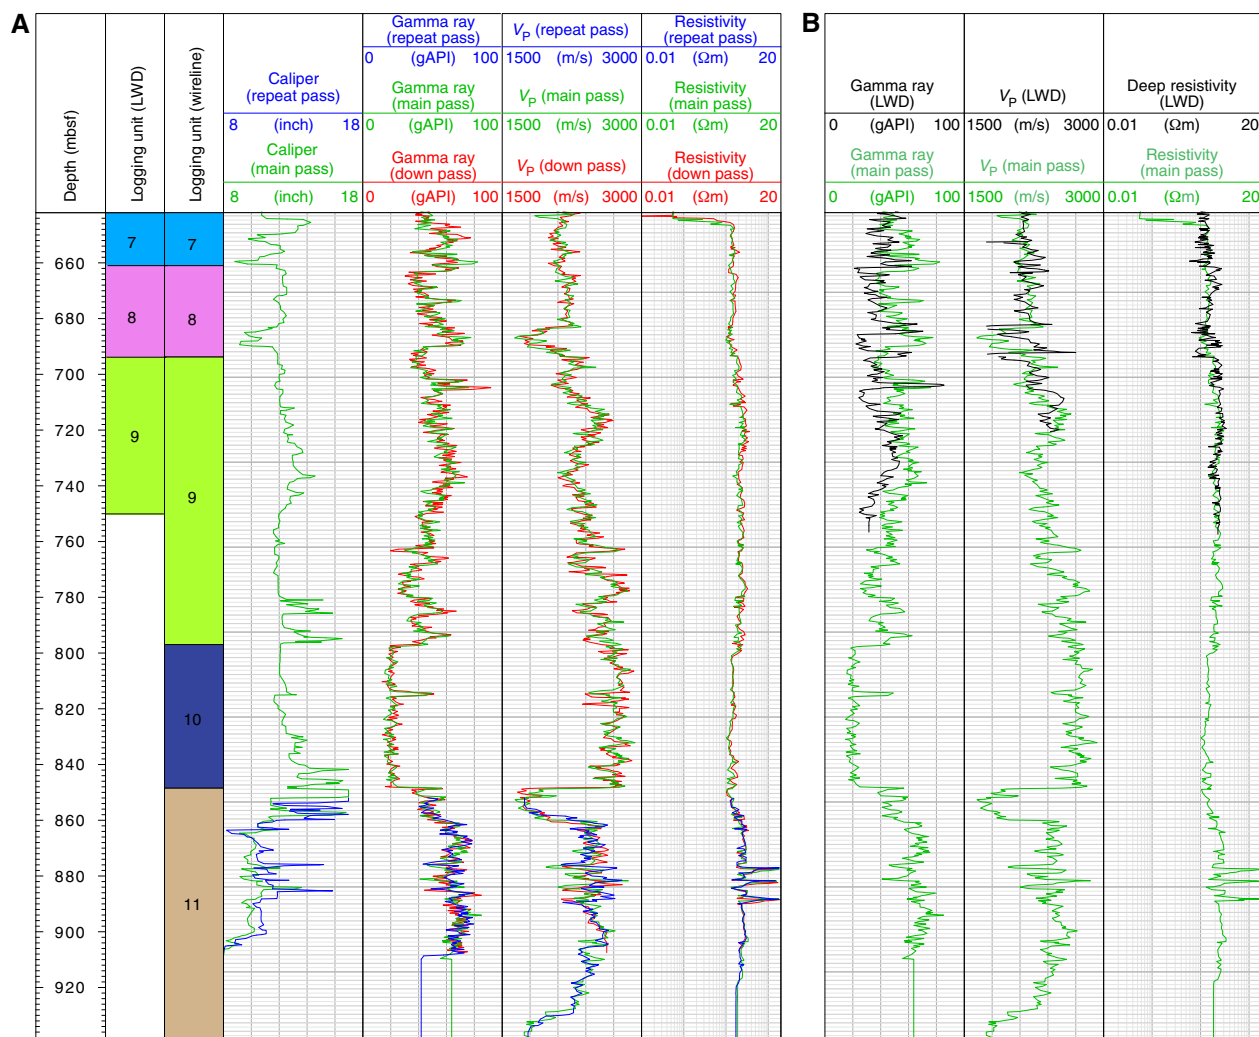 A
B
Depth (mbsf)
Logging unit (LWD)
Logging unit (wireline)
Caliper
(repeat pass)
8 (inch) 18
Caliper
(main pass)
8 (inch) 18
Gamma ray
(repeat pass)
0 (gAPI) 100
Gamma ray
(main pass)
0 (gAPI) 100
Gamma ray
(down pass)
0 (gAPI) 100
VP (repeat pass)
1500 (m/s) 3000
VP (main pass)
1500 (m/s) 3000
VP (down pass)
1500 (m/s) 3000
Resistivity
(repeat pass)
0.01 (Ωm) 20
Resistivity
(main pass)
0.01 (Ωm) 20
Resistivity
(down pass)
0.01 (Ωm) 20
Gamma ray
(LWD)
0 (gAPI) 100
Gamma ray
(main pass)
0 (gAPI) 100
VP (LWD)
1500 (m/s) 3000
VP (main pass)
1500 (m/s) 3000
Deep resistivity
(LWD)
0.01 (Ωm) 20
Resistivity
(main pass)
0.01 (Ωm) 20
7 7
660
8 8
680
700
720
9
740
9
760
780
800
10
820
840
860
880
11
900
920